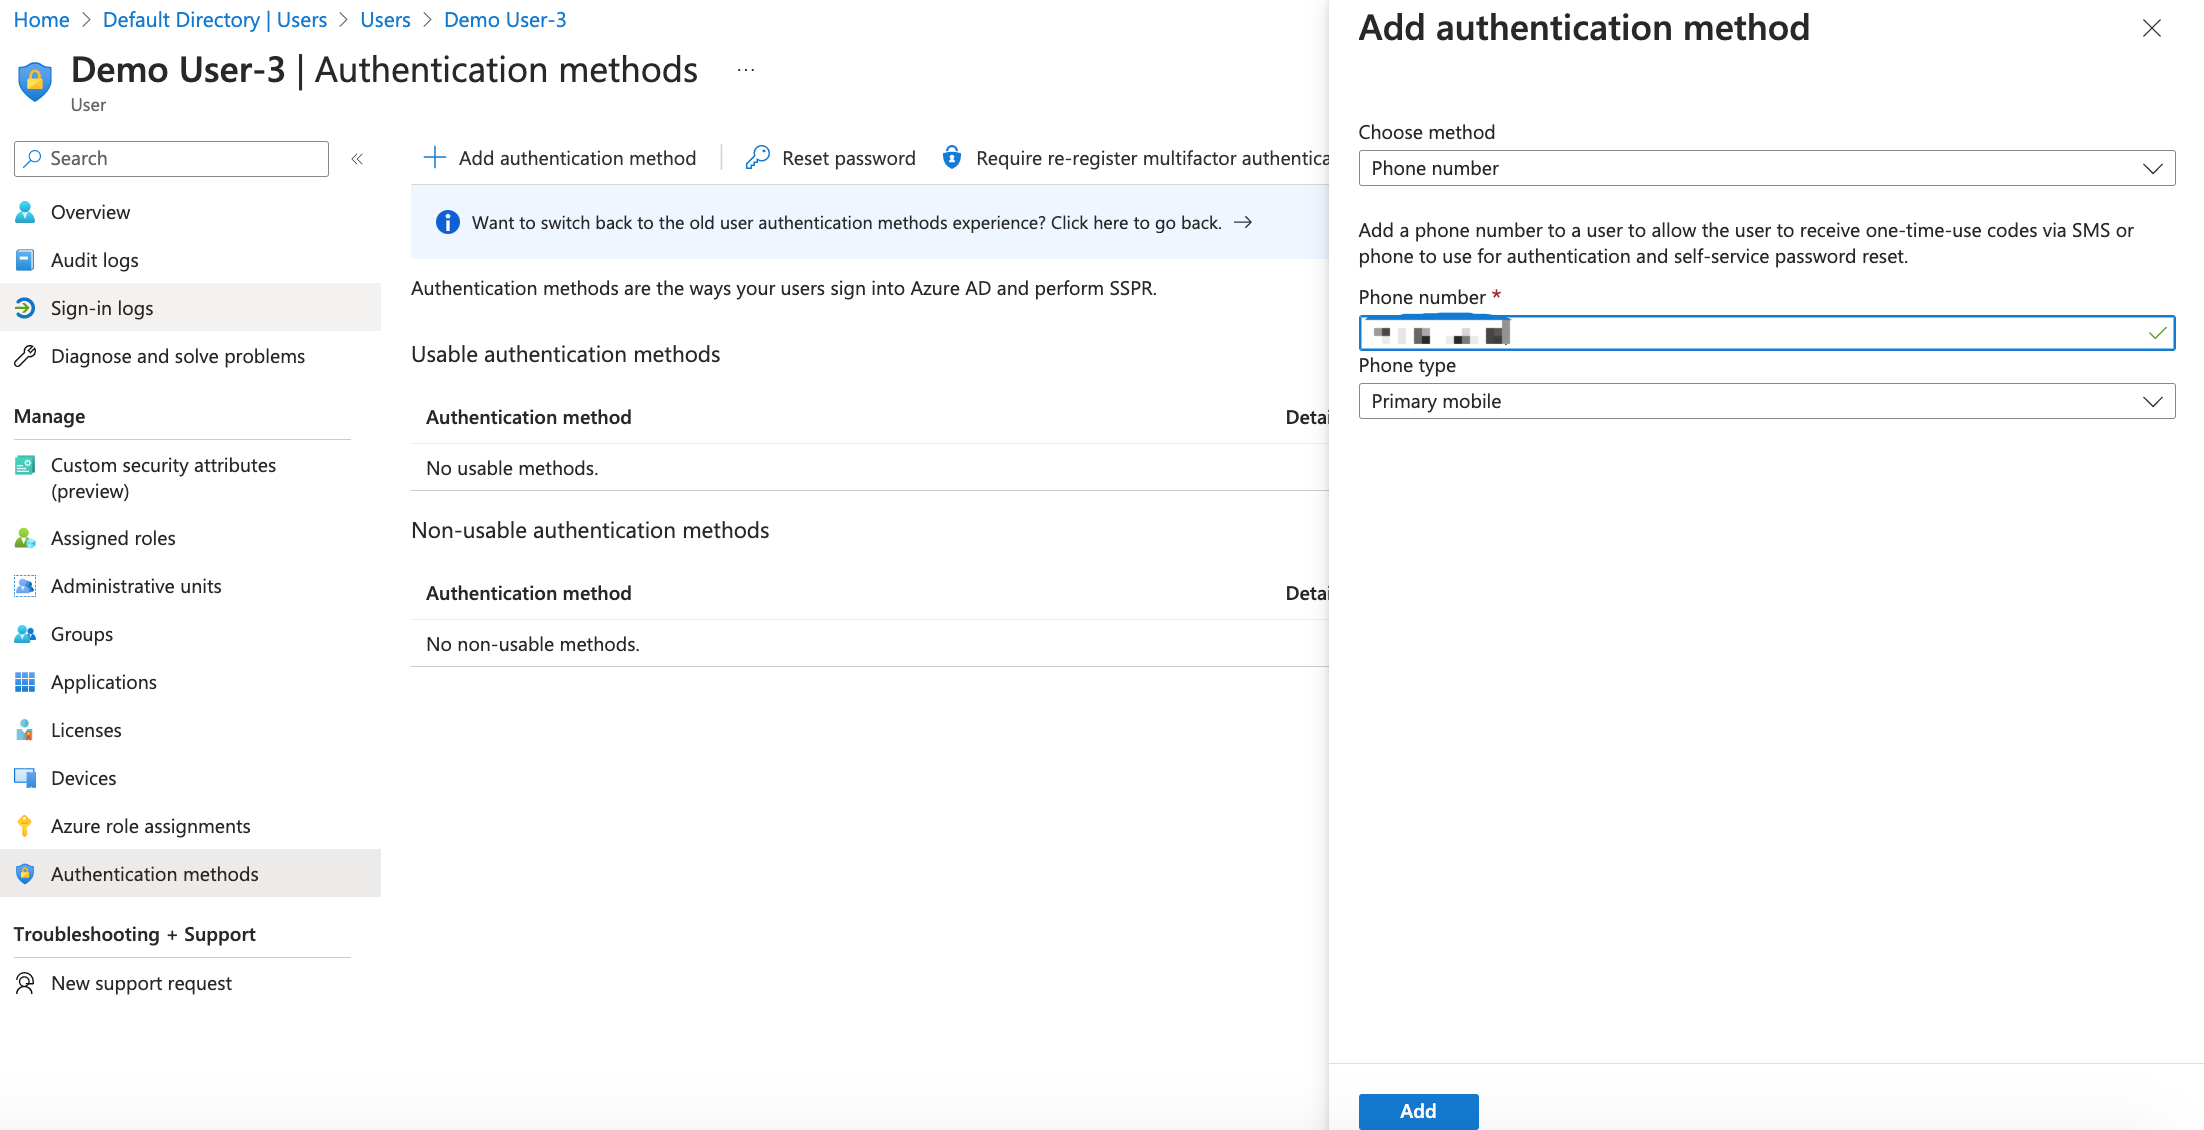 Home > Default Directory | Users > Users > Demo User-3
Demo User-3 | Authentication methods ...
User
Search «
Overview
Audit logs
Sign-in logs
Diagnose and solve problems
Manage
Custom security attributes
(preview)
Assigned roles
Administrative units
Groups
Applications
Licenses
Devices
Azure role assignments
Authentication methods
Troubleshooting + Support
New support request
+ Add authentication method Reset password Require re-register multifactor authentica
Want to switch back to the old user authentication methods experience? Click here to go back. →
Authentication methods are the ways your users sign into Azure AD and perform SSPR.
Usable authentication methods
Authentication method Detai
No usable methods.
Non-usable authentication methods
Authentication method Detai
No non-usable methods.
Add authentication method
Choose method
Phone number
Add a phone number to a user to allow the user to receive one-time-use codes via SMS or
phone to use for authentication and self-service password reset.
Phone number *
Phone type
Primary mobile
Add